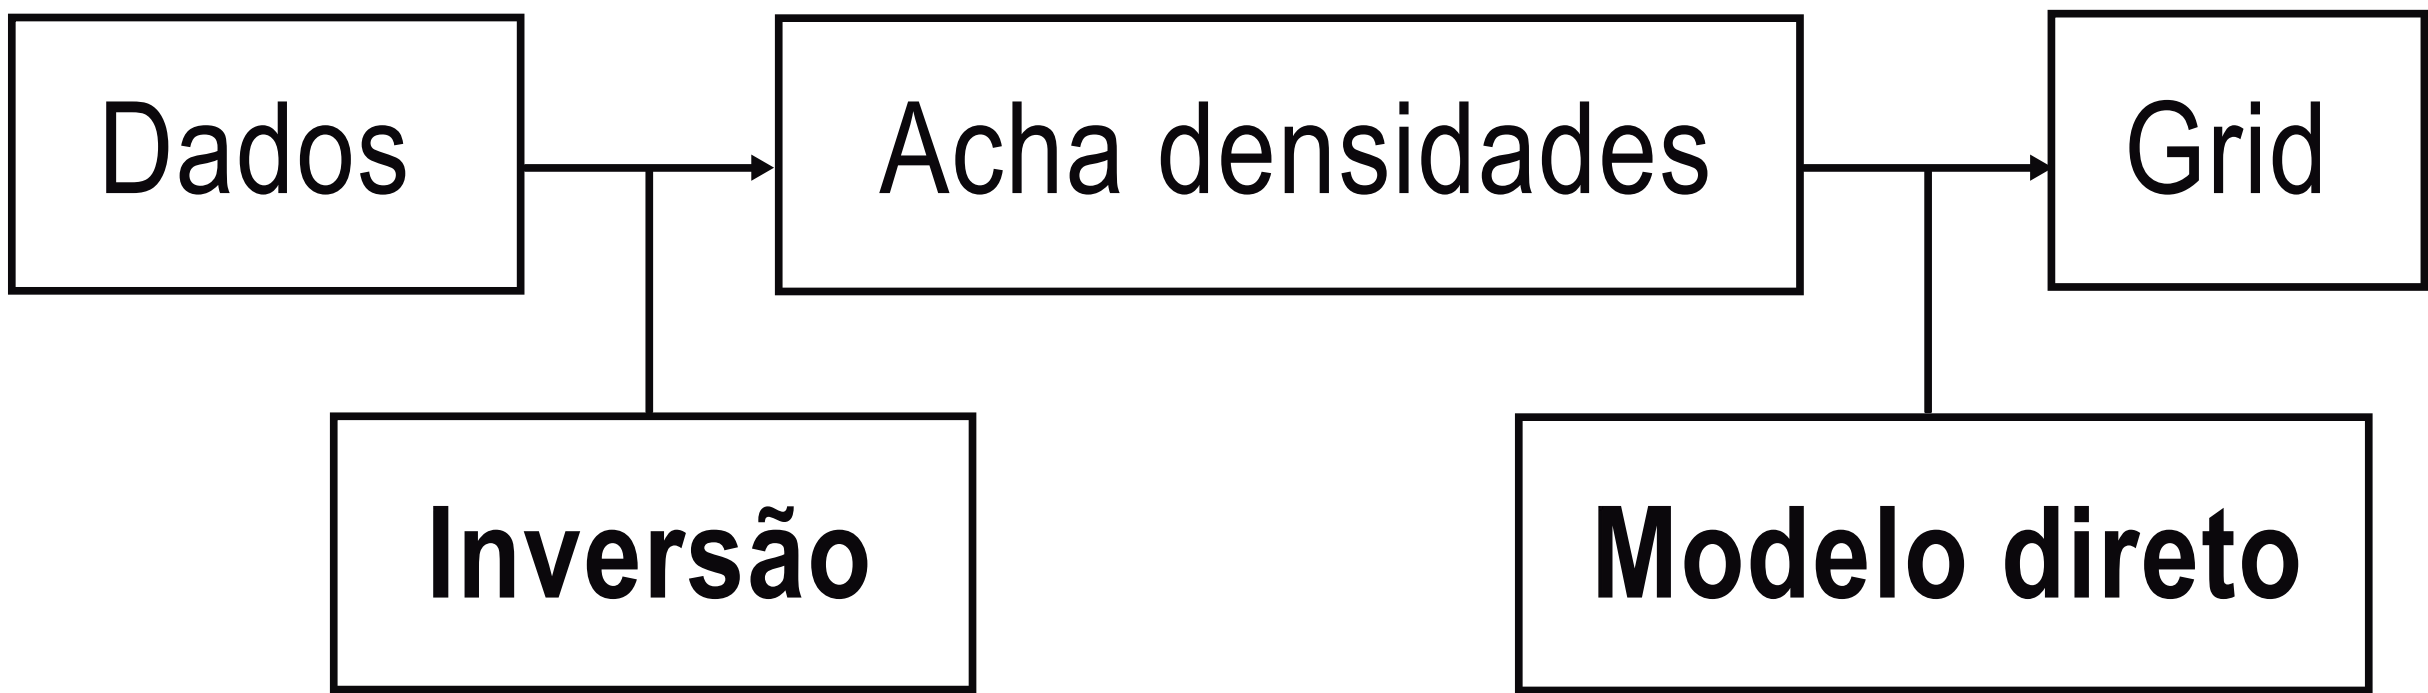 Dados
Acha densidades
Grid
Inversão
Modelo direto